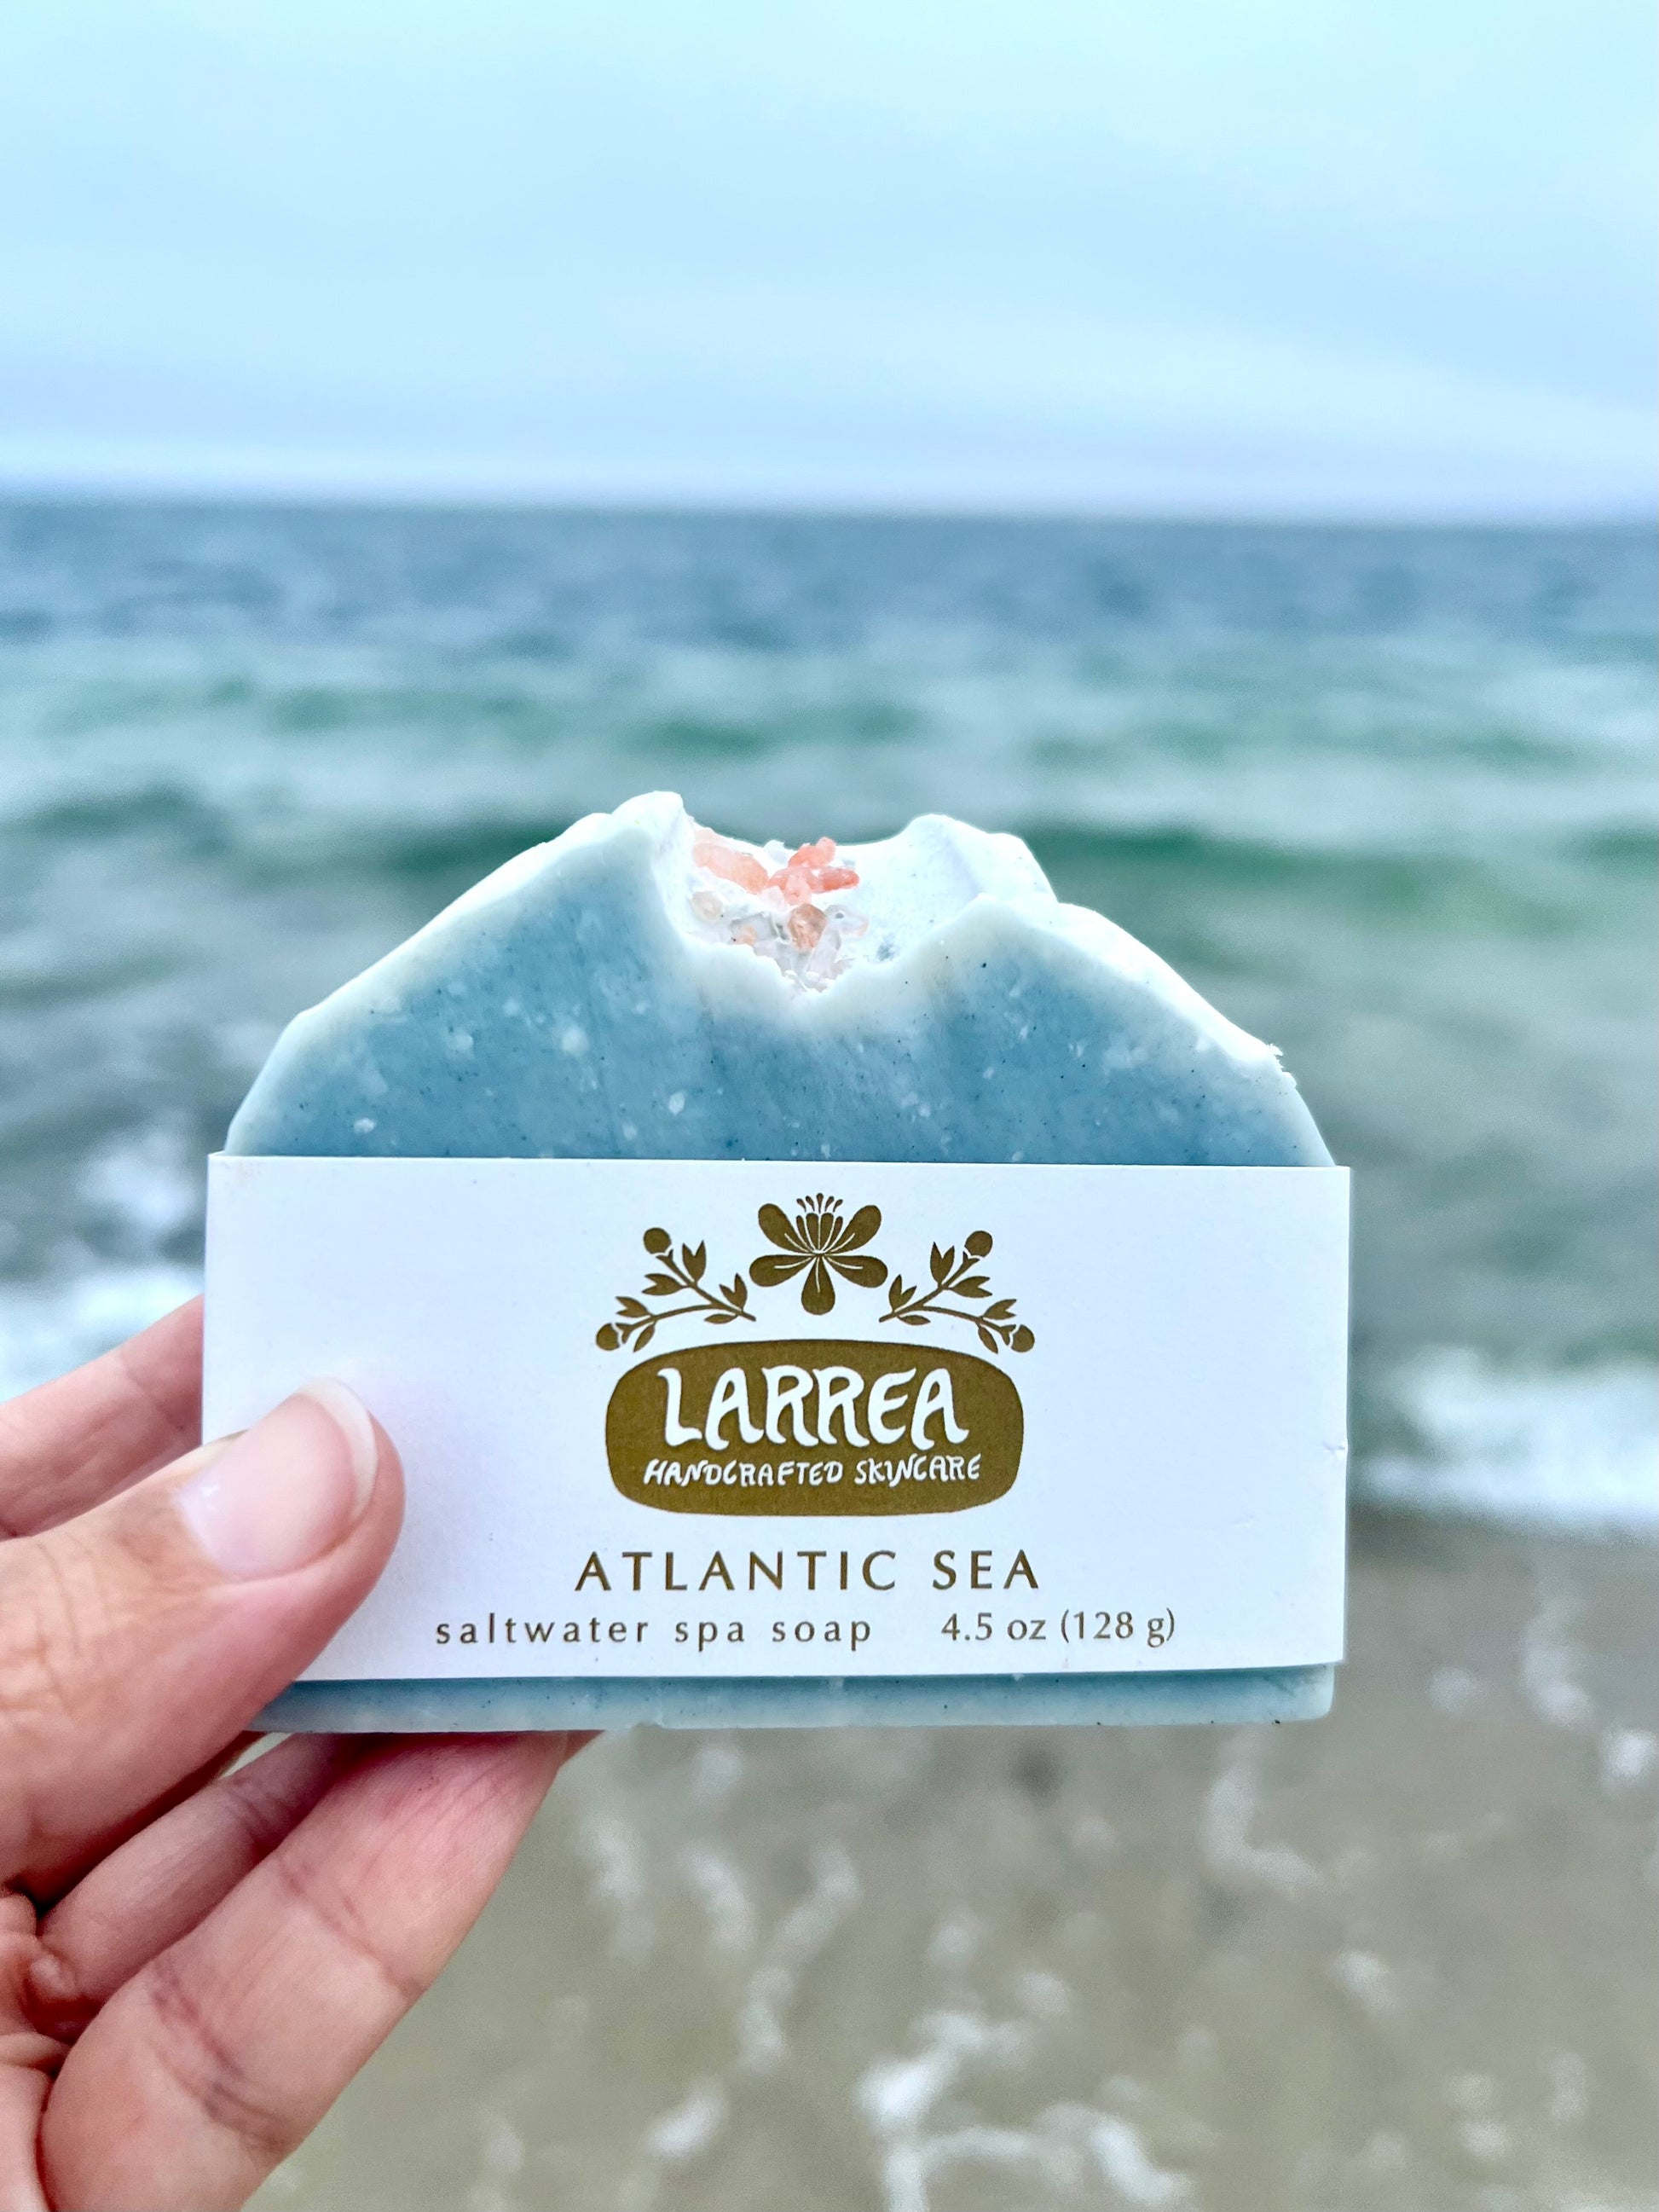 LARREA
HANDCRAFTED SKINCARE
ATLANTIC SEA
saltwater spa soap 4.5 oz (128 g)